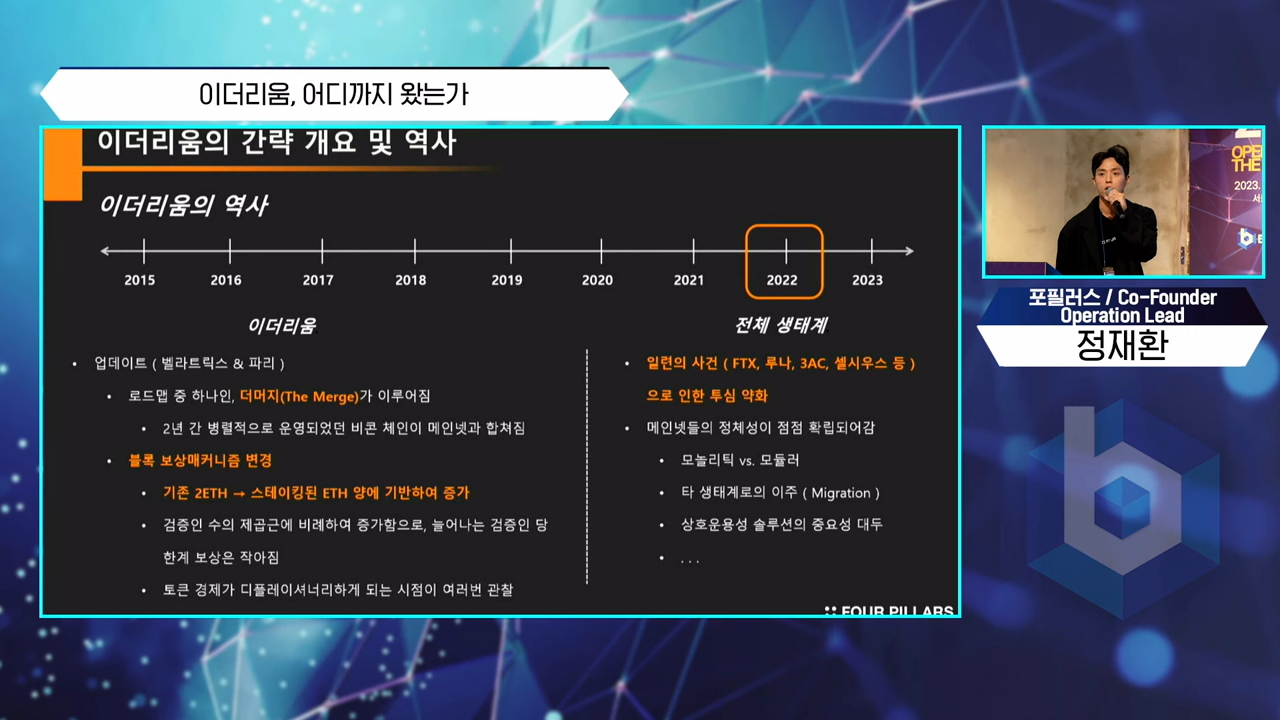 이더리움, 어디까지 왔는가
이더리움의 간략 개요 및 역사
이더리움의 역사
2015 2016 2017 2018 2019 2020 2021 2022 2023
이더리움
• 업데이트 ( 벨라트릭스 & 파리 )
• 로드맵 중 하나인, 더머지(The Merge)가 이루어짐
• 2년 간 병렬적으로 운영되었던 비콘 체인이 메인넷과 합쳐짐
• 블록 보상매커니즘 변경
• 기존 2ETH → 스테이킹된 ETH 양에 기반하여 증가
• 검증인 수의 제곱근에 비례하여 증가함으로, 늘어나는 검증인 당
한계 보상은 작아짐
• 토큰 경제가 디플레이셔너리하게 되는 시점이 여러번 관찰
전체 생태계
• 일련의 사건 ( FTX, 루나, 3AC, 셀시우스 등 )
으로 인한 투심 약화
• 메인넷들의 정체성이 점점 확립되어감
• 모놀리틱 vs. 모듈러
• 타 생태계로의 이주 ( Migration )
• 상호운용성 솔루션의 중요성 대두
• . . .
FOUR PILLARS
OPE
THE
2023.
서
포필러스 / Co-Founder
Operation Lead
정재환